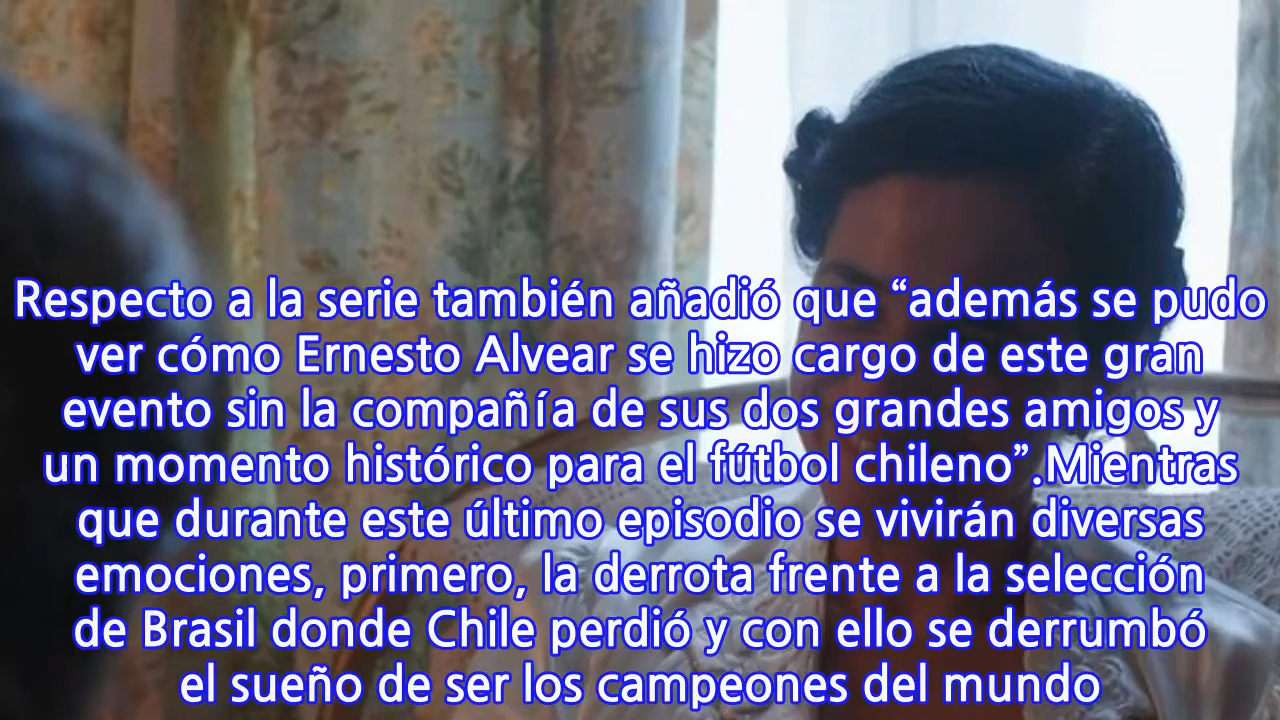 Respecto a la serie también añadió que “además se pudo
ver cómo Ernesto Alvear se hizo cargo de este gran
evento sin la compañía de sus dos grandes amigos y
un momento histórico para el fútbol chileno”.Mientras
que durante este último episodio se vivirán diversas
emociones, primero, la derrota frente a la selección
de Brasil donde Chile perdió y con ello se derrumbó
el sueño de ser los campeones del mundo